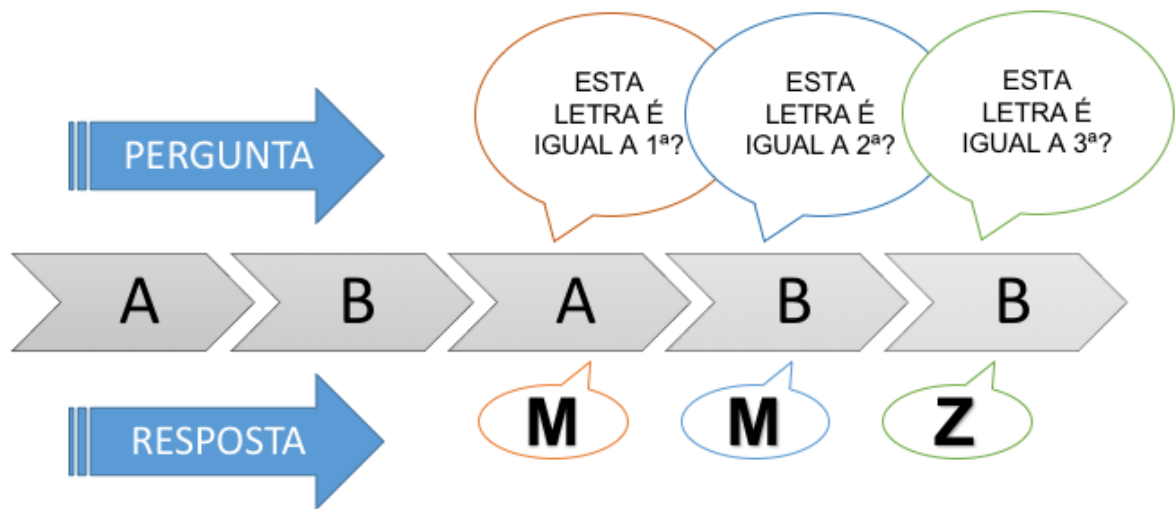 PERGUNTA
ESTA
LETRA É
IGUAL A 1ª?
ESTA
LETRA É
IGUAL A 2ª?
ESTA
LETRA É
IGUAL A 3ª?
A B A B B
RESPOSTA
M M Z